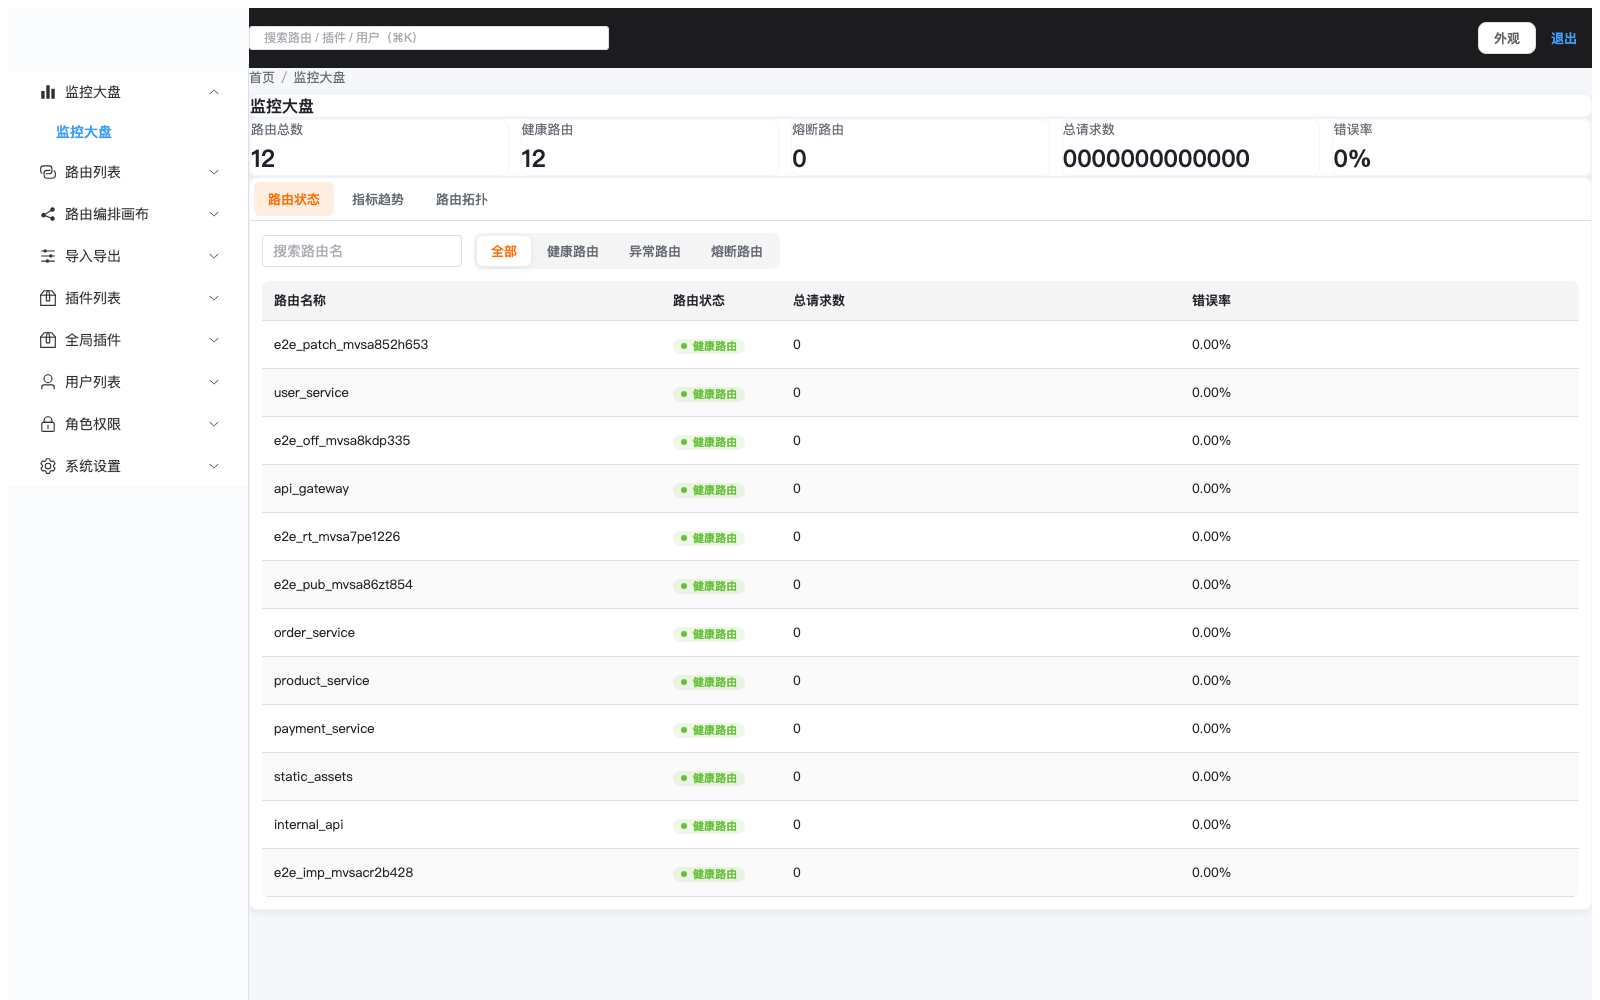 搜索路由 / 插件 / 用户（⌘K）
外观
退出
监控大盘
监控大盘
路由列表
路由编排画布
导入导出
插件列表
全局插件
用户列表
角色权限
系统设置
首页 / 监控大盘
监控大盘
路由总数
12
健康路由
12
熔断路由
0
总请求数
0000000000000
错误率
0%
路由状态 指标趋势 路由拓扑
搜索路由名
全部 健康路由 异常路由 熔断路由
路由名称 路由状态 总请求数 错误率
e2e_patch_mvsa852h653 健康路由 0 0.00%
user_service 健康路由 0 0.00%
e2e_off_mvsa8kdp335 健康路由 0 0.00%
api_gateway 健康路由 0 0.00%
e2e_rt_mvsa7pe1226 健康路由 0 0.00%
e2e_pub_mvsa86zt854 健康路由 0 0.00%
order_service 健康路由 0 0.00%
product_service 健康路由 0 0.00%
payment_service 健康路由 0 0.00%
static_assets 健康路由 0 0.00%
internal_api 健康路由 0 0.00%
e2e_imp_mvsacr2b428 健康路由 0 0.00%